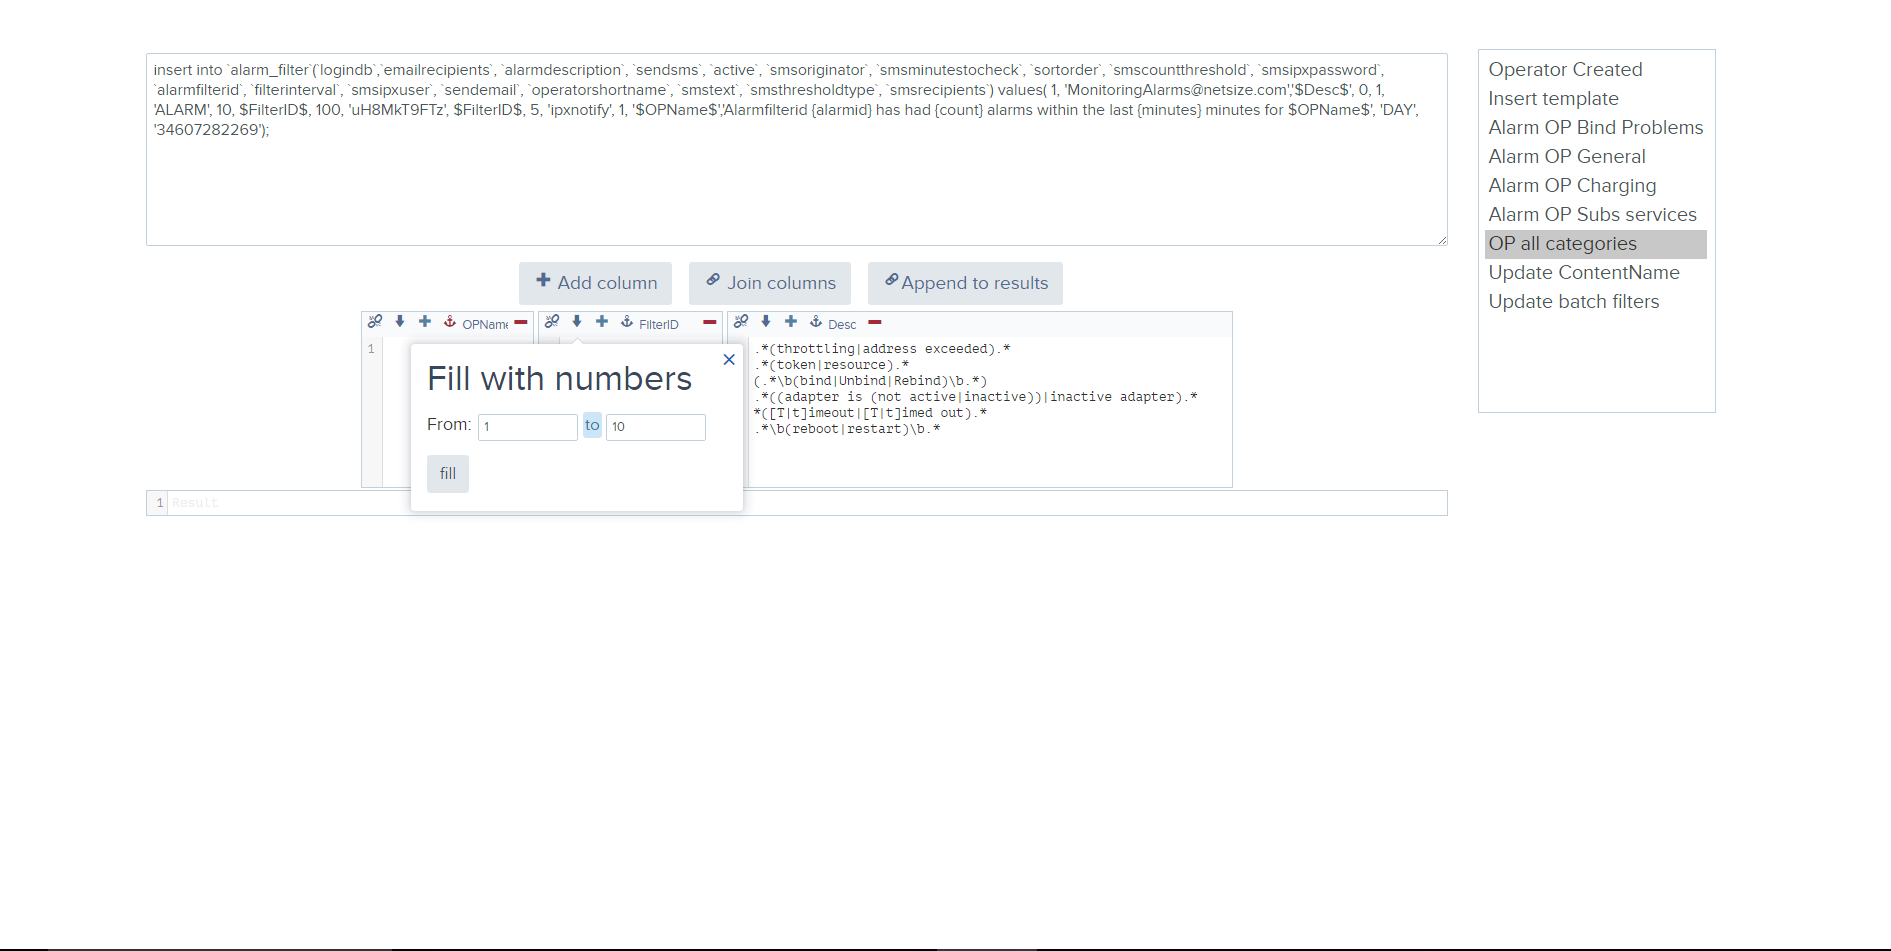 insert into `alarm_filter`(`logindb`,`emailrecipients`, `alarmdescription`, `sendsms`, `active`, `smsoriginator`, `smsminutestocheck`, `sortorder`, `smscountthreshold`, `smsipxpassword`,
`alarmfilterid`, `filterinterval`, `smsipxuser`, `sendemail`, `operatorshortname`, `smstext`, `smsthresholdtype`, `smsrecipients`) values( 1, 'MonitoringAlarms@netsize.com','$Desc$', 0, 1,
'ALARM', 10, $FilterID$, 100, 'uH8MkT9FTz', $FilterID$, 5, 'ipxnotify', 1, '$OPName$','Alarmfilterid {alarmid} has had {count} alarms within the last {minutes} minutes for $OPName$', 'DAY',
'34607282269');
Operator Created
Insert template
Alarm OP Bind Problems
Alarm OP General
Alarm OP Charging
Alarm OP Subs services
OP all categories
Update ContentName
Update batch filters
Add column Join columns Append to results
OPName FilterID Desc
1
.*(throttling|address exceeded).*
.*(token|resource).*
(.*\b(bind|Unbind|Rebind)\b.*)
.*((adapter is (not active|inactive))|inactive adapter).*
*([T|t]imeout|[T|t]imed out).*
.*\b(reboot|restart)\b.*
Fill with numbers
From: 1 to 10
fill
1 Result